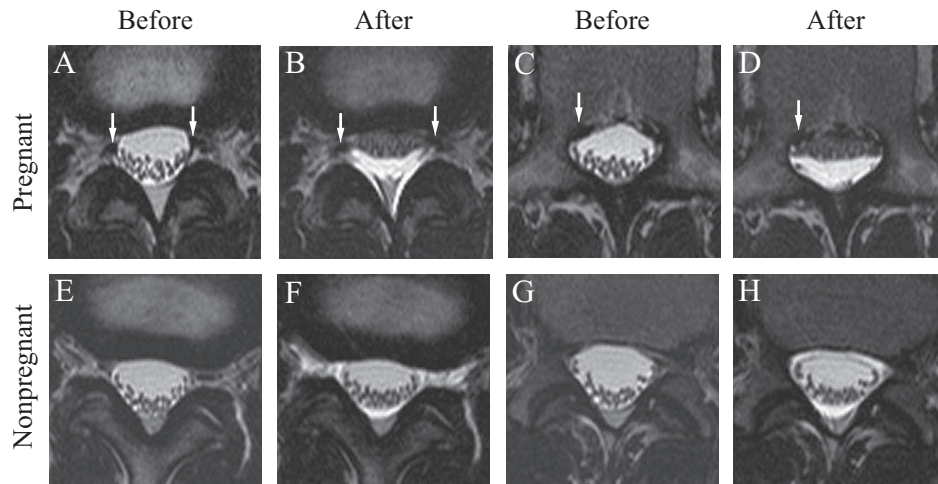 Before After Before After
Pregnant
A B C D
Nonpregnant
E F G H